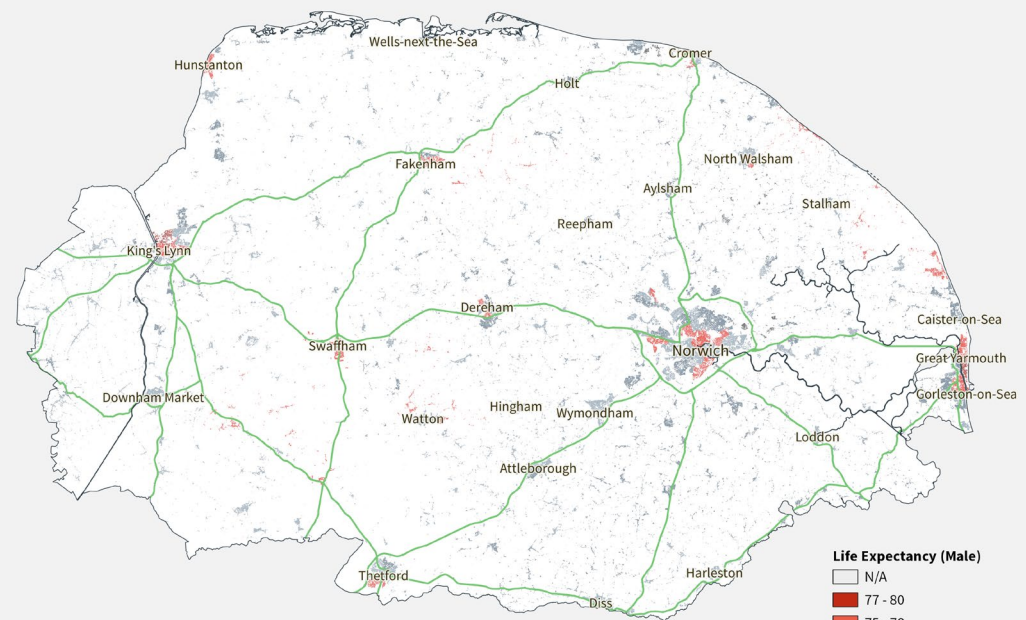 Wells-next-the-Sea
Cromer
Hunstanton
Holt
Fakenham
North Walsham
Aylsham
Stalham
Reepham
King's Lynn
Dereham
Caister-on-Sea
Swaffham
Norwich
Great Yarmouth
Downham Market
Gorleston-on-Sea
Hingham
Wymondham
Watton
Loddon
Attleborough
Thetford
Harleston
Diss
Life Expectancy (Male)
N/A
77 - 80